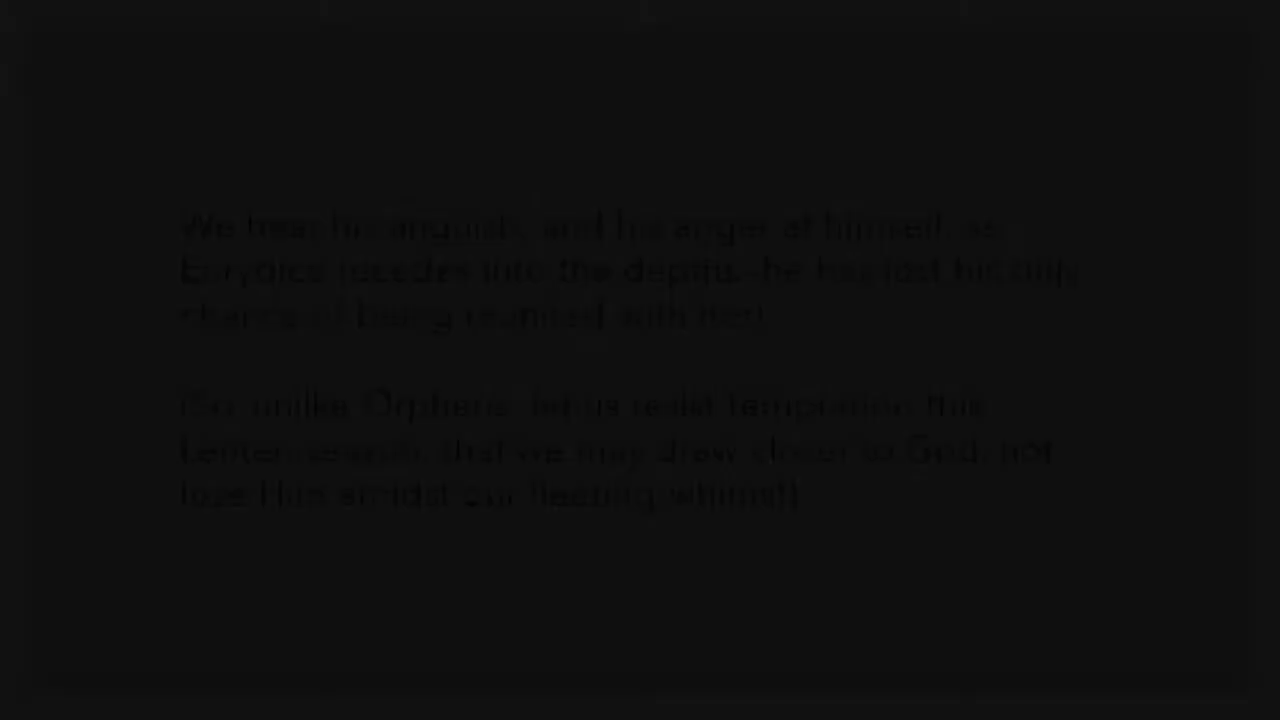 We hear his anguish, and his anger at himself, as
Eurydice recedes into the depths--he has lost his only
chance of being reunited with her!
(So, unlike Orpheus, let us resist temptation this
Lenten season, that we may draw closer to God, not
lose Him amidst our fleeting whims!)